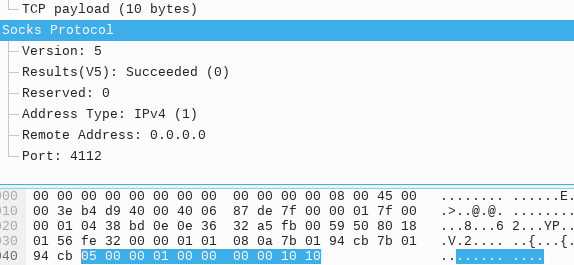 TCP payload (10 bytes)
Socks Protocol
Version: 5
Results(V5): Succeeded (0)
Reserved: 0
Address Type: IPv4 (1)
Remote Address: 0.0.0.0
Port: 4112
00 00 00 00 00 00 00 00 00 00 00 00 08 00 45 00 ........ ......E.
010 00 3e b4 d9 40 00 40 06 87 de 7f 00 00 01 7f 00 .>..@.@. ........
020 00 01 04 38 bd 0e 0e 36 32 a5 fb 00 59 50 80 18 ...8...6 2...YP..
030 01 56 fe 32 00 00 01 01 08 0a 7b 01 94 cb 7b 01 .V.2.... ..{...{.
040 94 cb 05 00 00 01 00 00 00 00 10 10 ........ ....